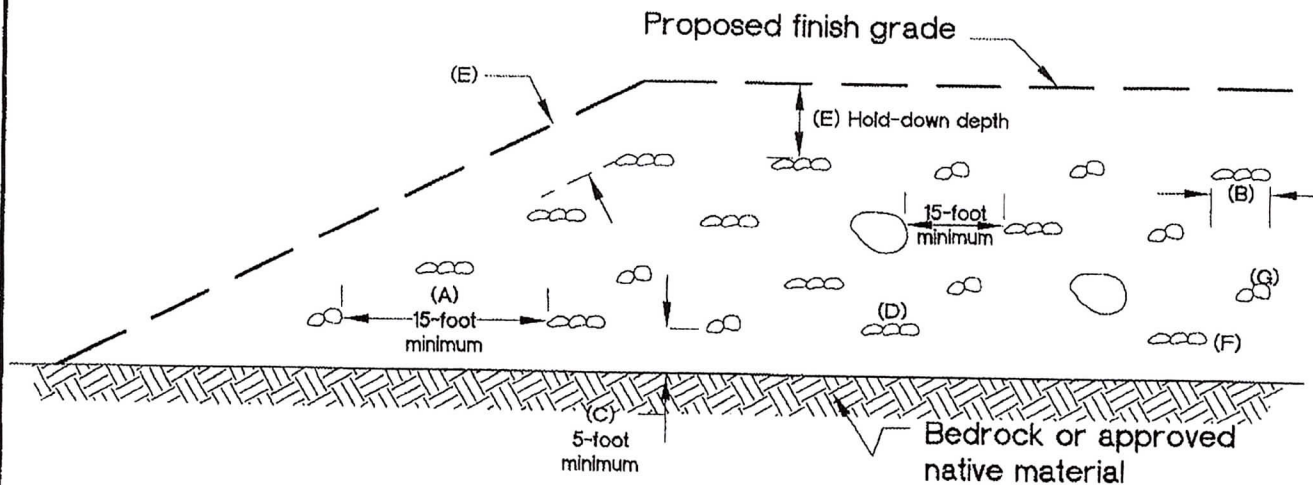 Proposed finish grade
(E)
(E) Hold-down depth
(B)
15-foot
minimum
(G)
(A)
15-foot
minimum
(D)
(F)
(C)
5-foot
minimum
Bedrock or approved
native material